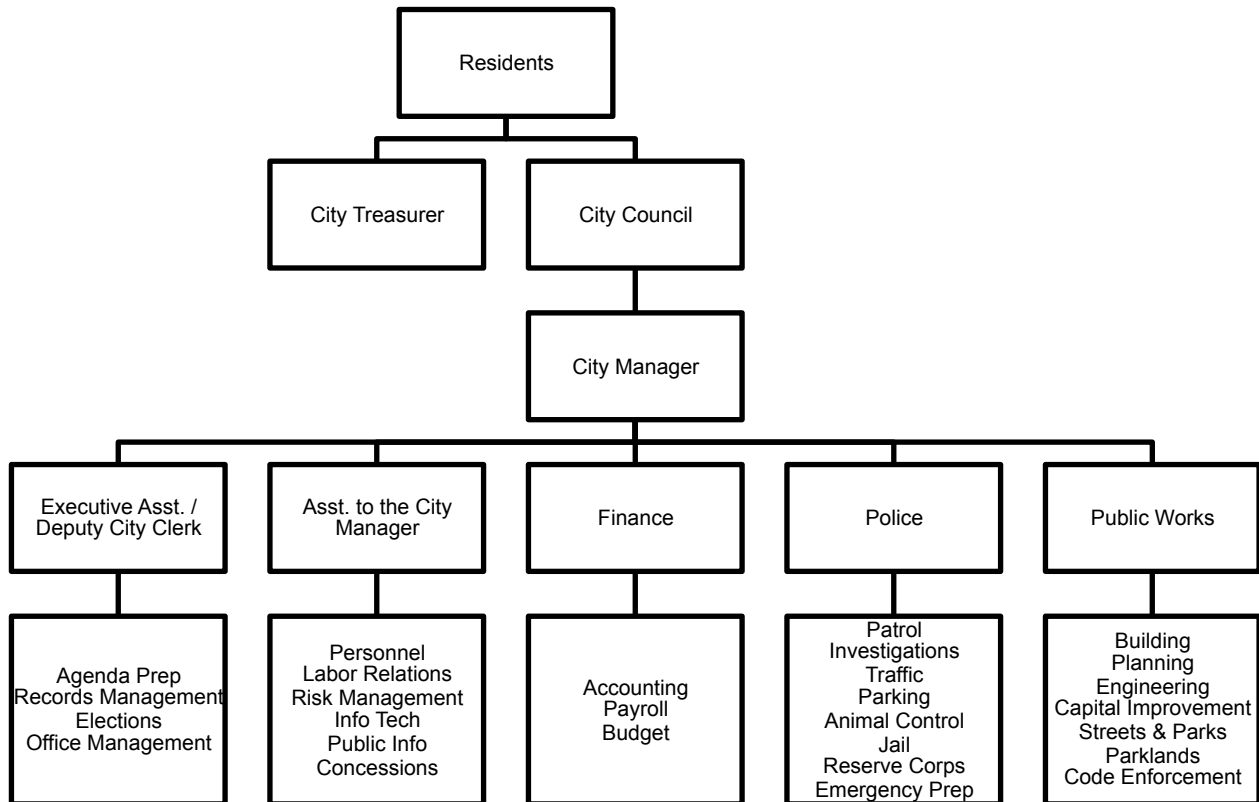 Residents
City Treasurer
City Council
City Manager
Executive Asst. /
Deputy City Clerk
Asst. to the City
Manager
Finance
Police
Public Works
Agenda Prep
Records Management
Elections
Office Management
Personnel
Labor Relations
Risk Management
Info Tech
Public Info
Concessions
Accounting
Payroll
Budget
Patrol
Investigations
Traffic
Parking
Animal Control
Jail
Reserve Corps
Emergency Prep
Building
Planning
Engineering
Capital Improvement
Streets & Parks
Parklands
Code Enforcement